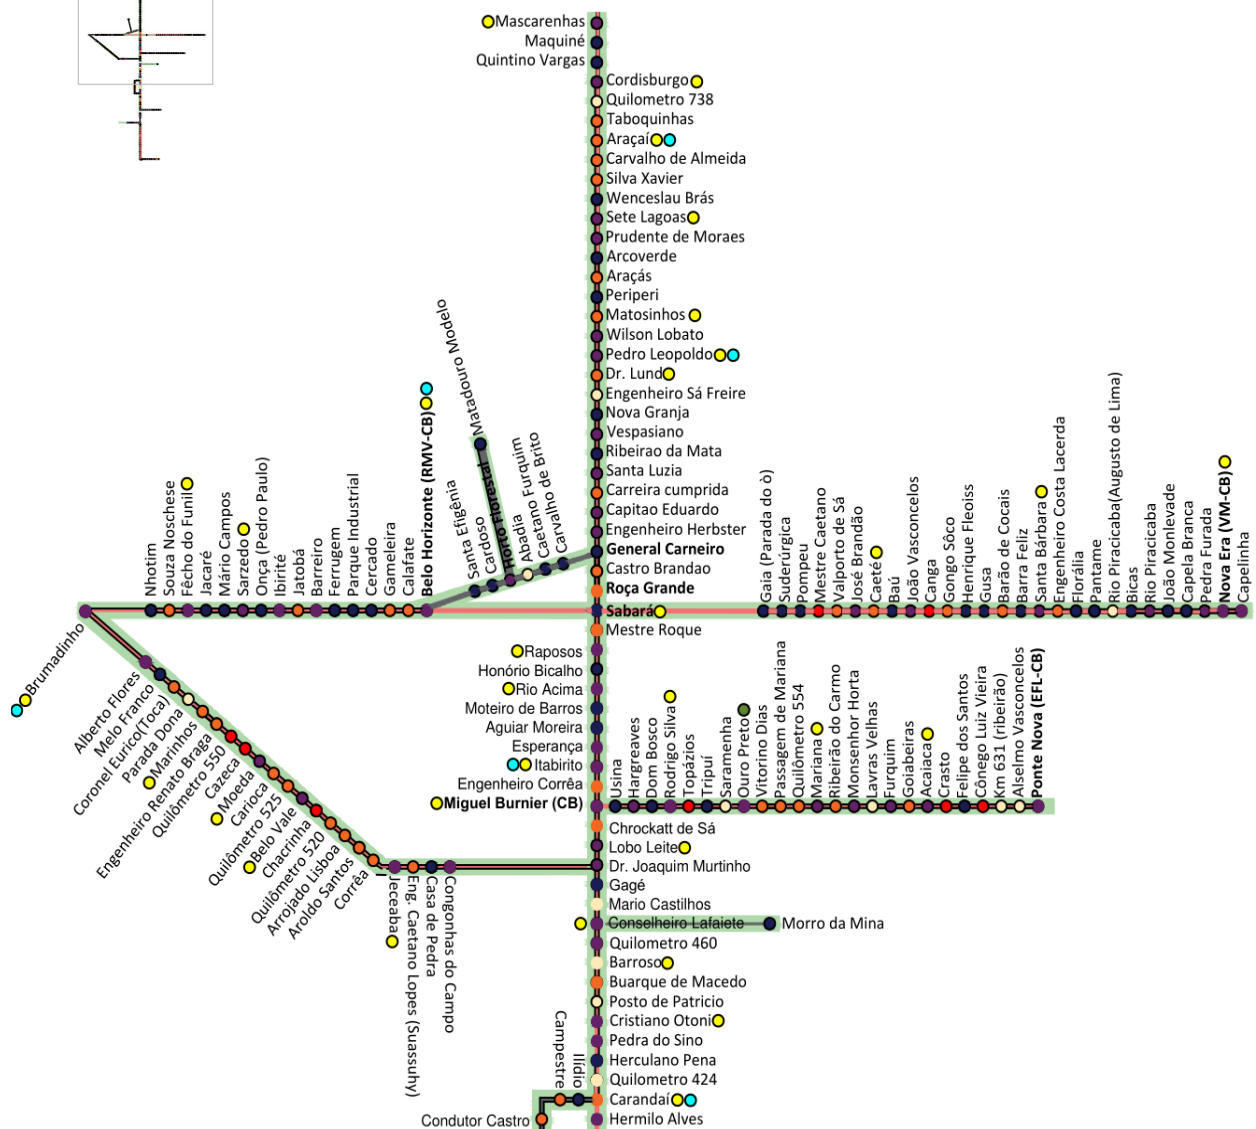 Mascarenhas
Maquiné
Quintino Vargas
Cordisburgo
Quilometro 738
Taboquinhas
Araçaí
Carvalho de Almeida
Silva Xavier
Wenceslau Brás
Sete Lagoas
Prudente de Moraes
Arcoverde
Araçás
Periperi
Matosinhos
Wilson Lobato
Pedro Leopoldo
Dr. Lund
Engenheiro Sá Freire
Nova Granja
Vespasiano
Ribeirao da Mata
Santa Luzia
Carreira cumprida
Capitao Eduardo
Engenheiro Herbster
General Carneiro
Castro Brandao
Roça Grande
Sabará
Mestre Roque
Raposos
Honório Bicalho
Rio Acima
Moteiro de Barros
Aguiar Moreira
Esperança
Itabirito
Engenheiro Corrêa
Miguel Burnier (CB)
Chrockatt de Sá
Lobo Leite
Dr. Joaquim Murtinho
Gagé
Mario Castilhos
Conselheiro Lafaiete
Morro da Mina
Quilometro 460
Barroso
Buarque de Macedo
Posto de Patricio
Cristiano Otoni
Pedra do Sino
Herculano Pena
Quilometro 424
Carandaí
Hermilo Alves
Ilídio
Campestre
Condutor Castro
Matadouro Modelo
Santa Efigênia
Cardoso
Horto Florestal
Abadia
Caetano Furquim
Carvalho de Brito
Nhotim
Souza Noschese
Fêcho do Funil
Jacaré
Mário Campos
Sarzedo
Onça (Pedro Paulo)
Ibirité
Jatobá
Barreiro
Ferrugem
Parque Industrial
Cercado
Gameleira
Calafate
Belo Horizonte (RMV-CB)
Gaia (Parada do ò)
Suderúrgica
Pompeu
Mestre Caetano
Valporto de Sá
José Brandão
Caeté
Baú
João Vasconcelos
Canga
Gongo Sôco
Henrique Fleoiss
Gusa
Barão de Cocais
Barra Feliz
Santa Bárbara
Engenheiro Costa Lacerda
Florália
Pantame
Rio Piracicaba(Augusto de Lima)
Bicas
Rio Piracicaba
João Monlevade
Capela Branca
Pedra Furada
Nova Era (VM-CB)
Capelinha
Usina
Hargreaves
Dom Bosco
Rodrigo Silva
Topázios
Tripuí
Saramenha
Ouro Preto
Vitorino Dias
Passagem de Mariana
Quilômetro 554
Mariana
Ribeirão do Carmo
Monsenhor Horta
Lavras Velhas
Furquim
Goiabeiras
Acaiaca
Crasto
Felipe dos Santos
Cônego Luiz Vieira
Km 631 (ribeirão)
Alselmo Vasconcelos
Ponte Nova (EFL-CB)
Brumadinho
Alberto Flores
Melo Franco
Coronel Eurico(Toca)
Parada Dona
Marinhos
Engenheiro Renato Braga
Quilômetro 550
Cazeca
Moeda
Carioca
Quilômetro 525
Belo Vale
Chacrinha
Quilômetro 520
Arrojado Lisboa
Aroldo Santos
Corrêa
Jeceaba
Eng. Caetano Lopes (Suassuhy)
Casa de Pedra
Congonhas do Campo